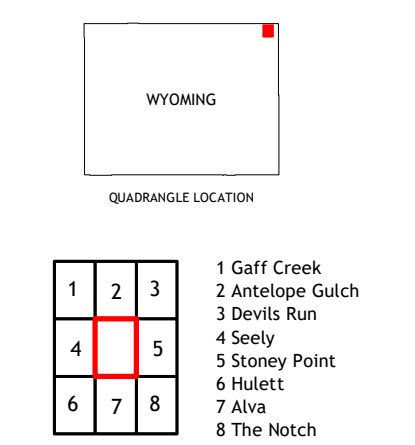 WYOMING
QUADRANGLE LOCATION
1 2 3
4 5
6 7 8
1 Gaff Creek
2 Antelope Gulch
3 Devils Run
4 Seely
5 Stoney Point
6 Hulett
7 Alva
8 The Notch